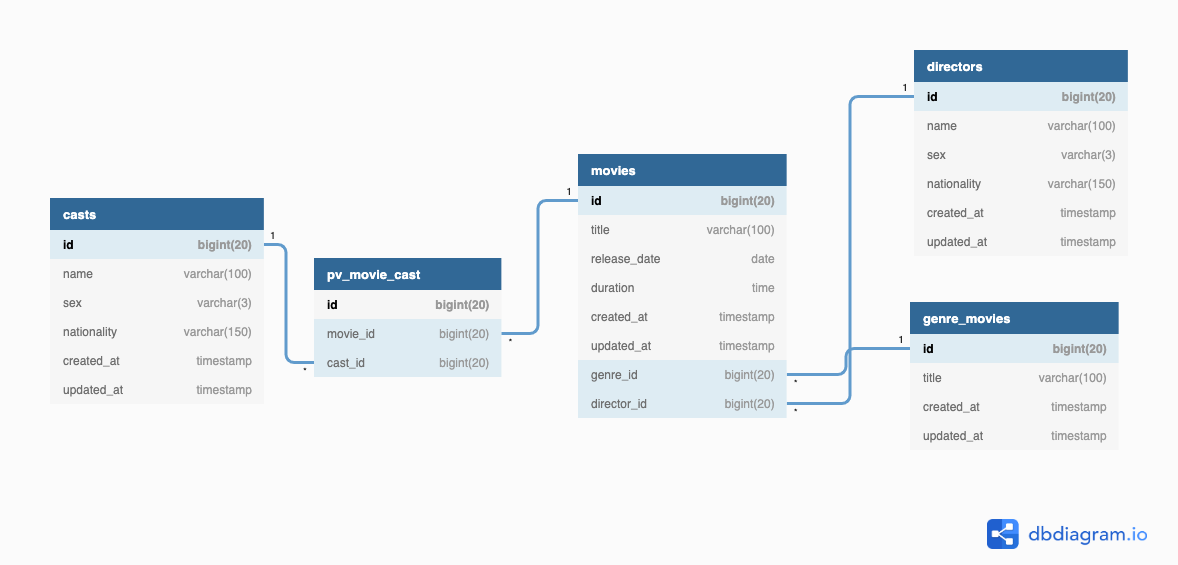 casts
id bigint(20)
name varchar(100)
sex varchar(3)
nationality varchar(150)
created_at timestamp
updated_at timestamp
1
*
pv_movie_cast
id bigint(20)
movie_id bigint(20)
cast_id bigint(20)
*
1
movies
id bigint(20)
title varchar(100)
release_date date
duration time
created_at timestamp
updated_at timestamp
genre_id bigint(20)
director_id bigint(20)
*
*
1
directors
id bigint(20)
name varchar(100)
sex varchar(3)
nationality varchar(150)
created_at timestamp
updated_at timestamp
1
genre_movies
id bigint(20)
title varchar(100)
created_at timestamp
updated_at timestamp
dbdiagram.io